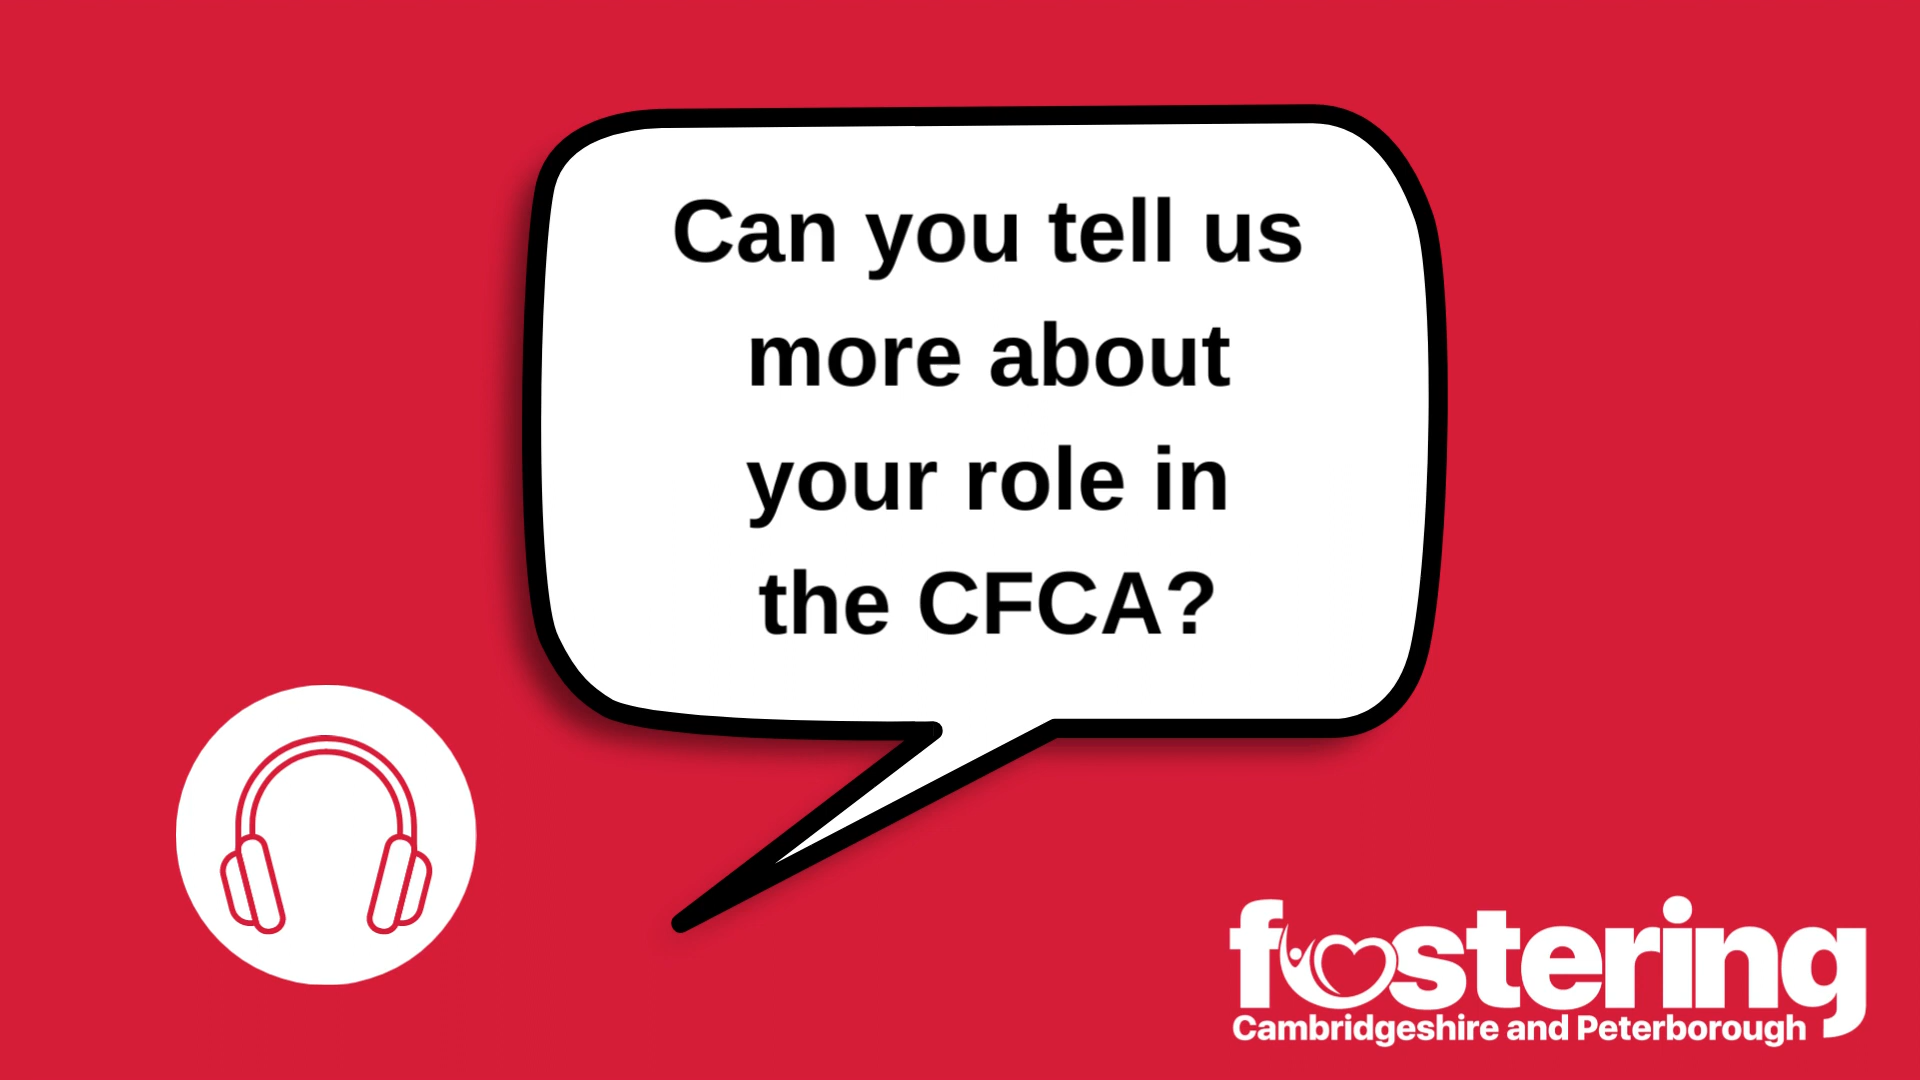 Can you tell us
more about
your role in
the CFCA?
fostering
Cambridgeshire and Peterborough